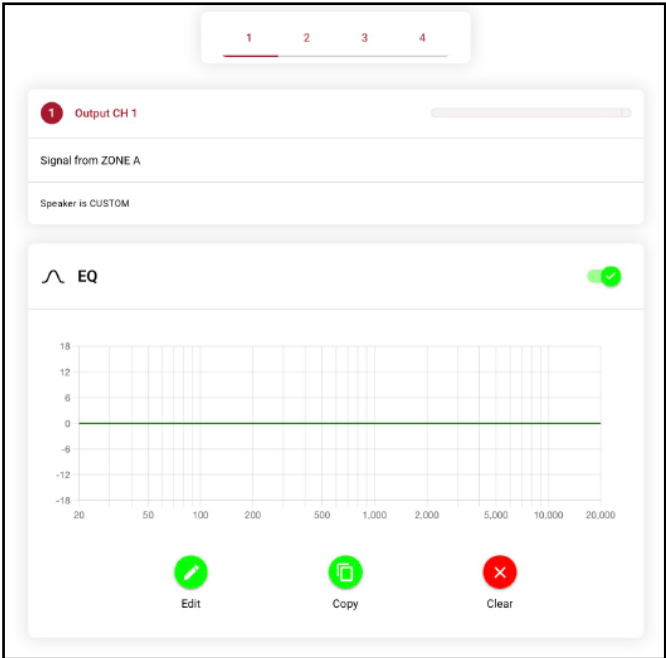 1 2 3 4
1 Output CH 1
Signal from ZONE A
Speaker is CUSTOM
EQ
18
12
6
0
-6
-12
-18
20 50 100 200 500 1,000 2,000 5,000 10,000 20,000
Edit Copy Clear